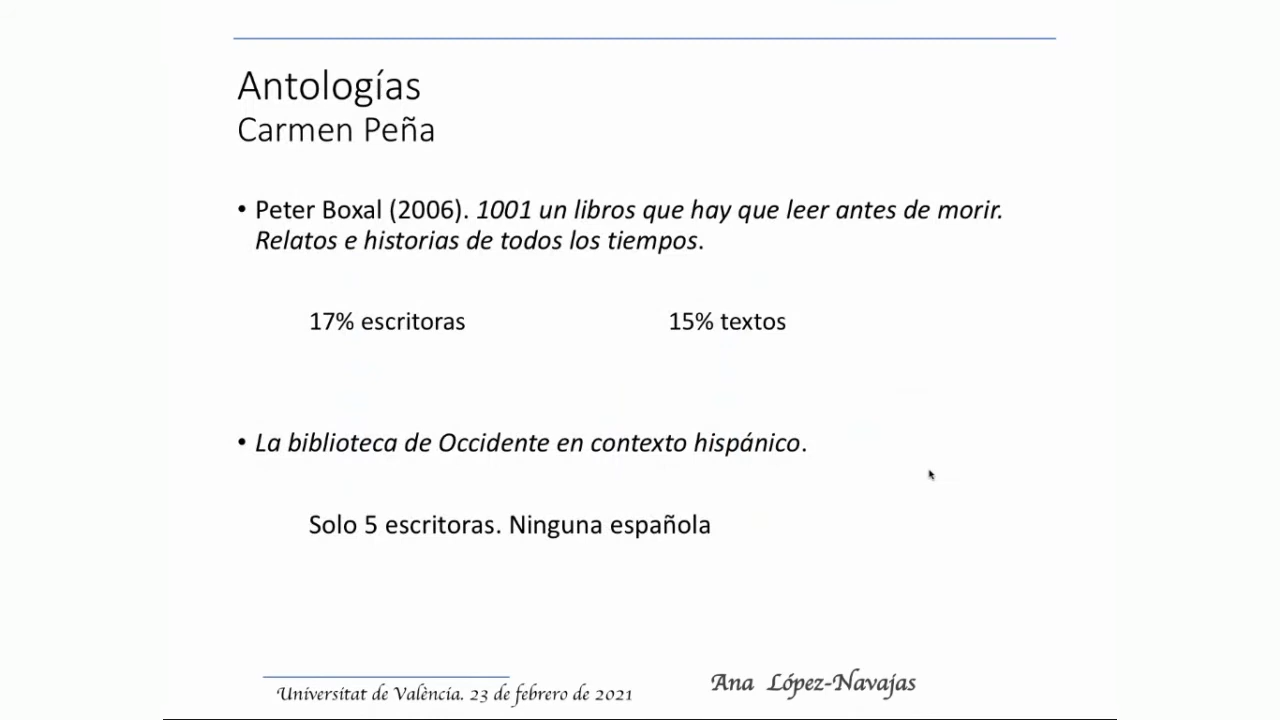 Antologías
Carmen Peña
• Peter Boxal (2006). 1001 un libros que hay que leer antes de morir.
Relatos e historias de todos los tiempos.
17% escritoras 15% textos
• La biblioteca de Occidente en contexto hispánico.
Solo 5 escritoras. Ninguna española
Universitat de València. 23 de febrero de 2021 Ana López-Navajas